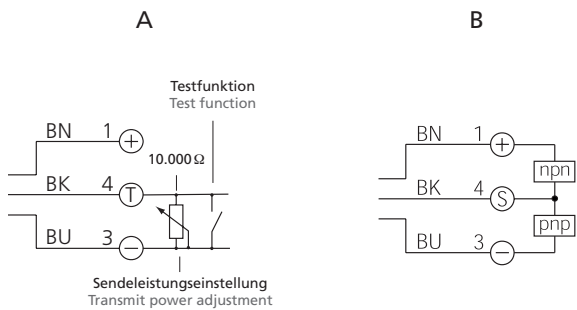 A
B
Testfunktion
Test function
BN 1 +
10.000 Ω
BK 4 T
BU 3 −
Sendeleistungseinstellung
Transmit power adjustment
BN 1 +
npn
BK 4 S
pnp
BU 3 −